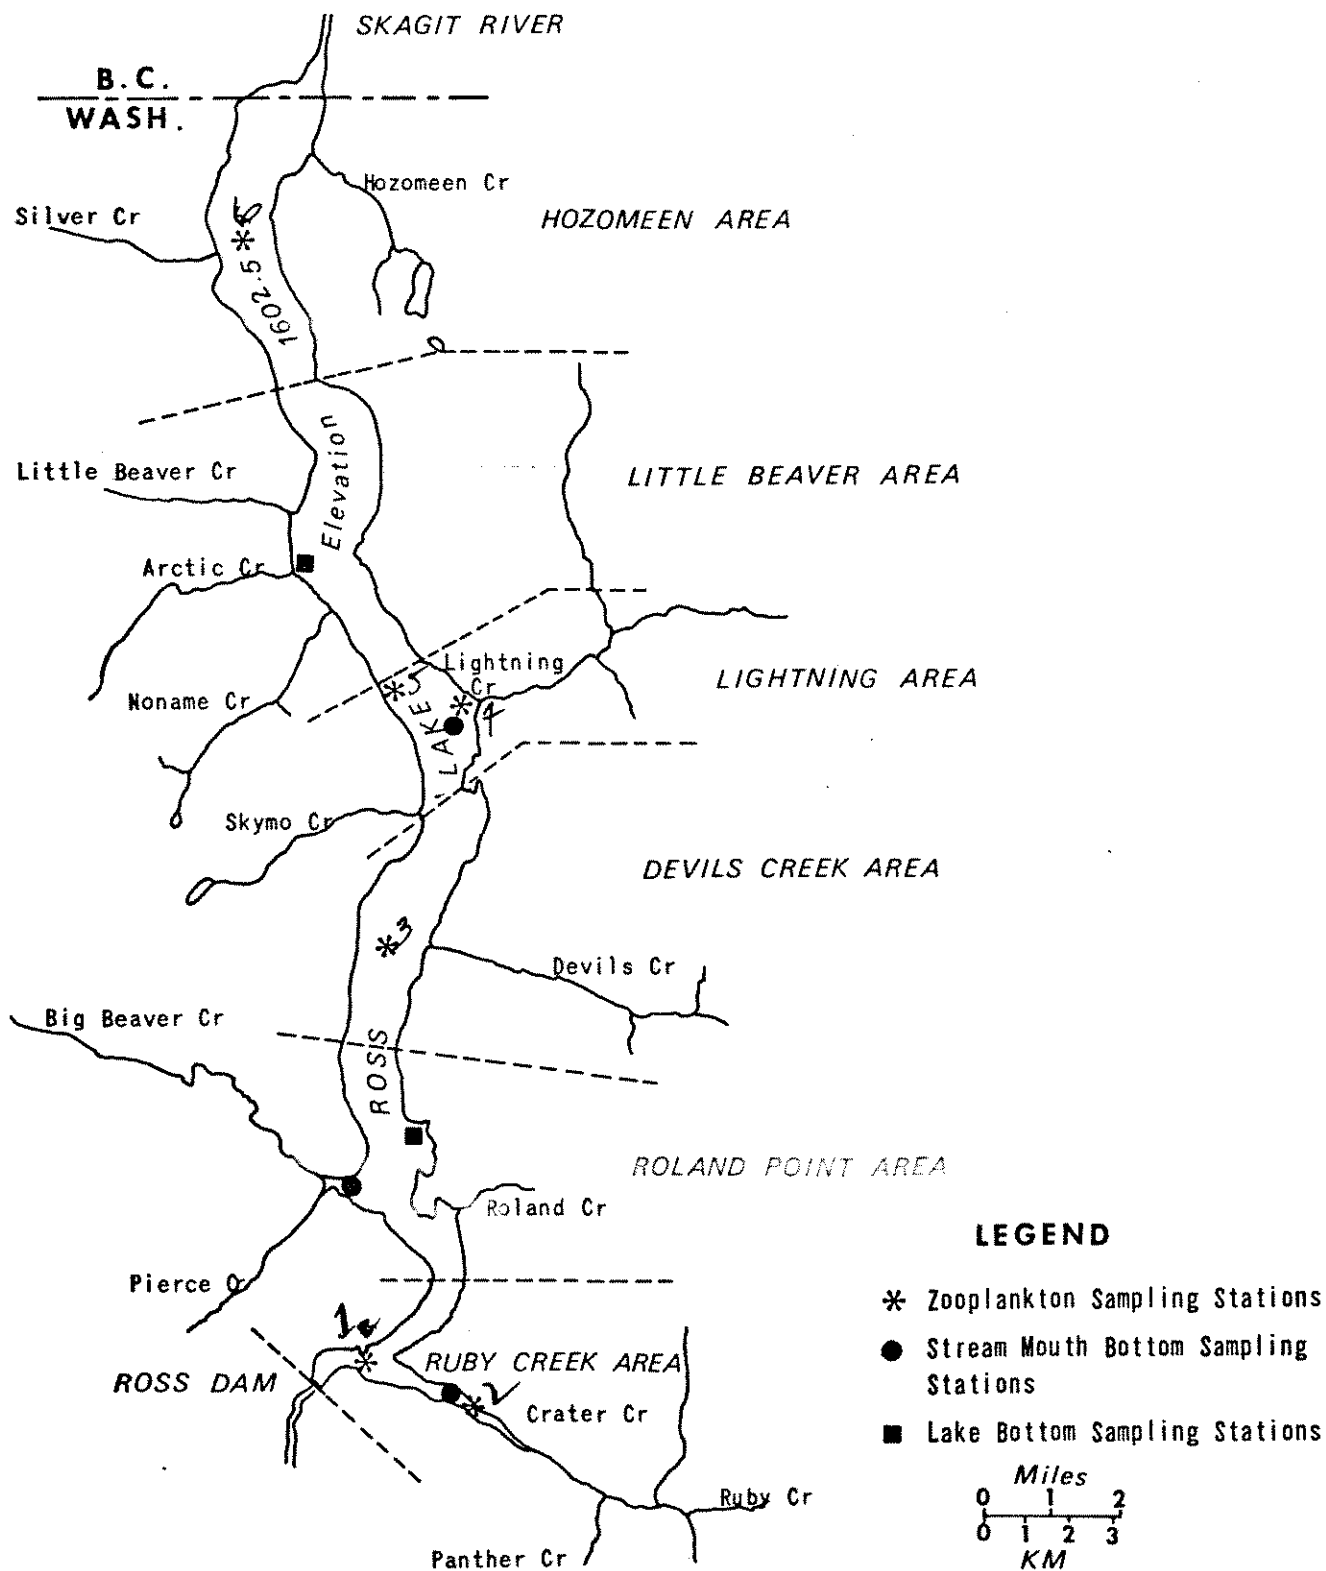 SKAGIT RIVER
B.C.
WASH.
Hozomeen Cr
Silver Cr
HOZOMEEN AREA
6
1602.5
Little Beaver Cr
Elevation
LITTLE BEAVER AREA
Arctic Cr
Lightning
Cr
LIGHTNING AREA
Noname Cr
5
4
LAKE
Skymo Cr
DEVILS CREEK AREA
3
Devils Cr
Big Beaver Cr
ROSS
ROLAND POINT AREA
Roland Cr
Pierce Cr
1
ROSS DAM
RUBY CREEK AREA
2
Crater Cr
Ruby Cr
Panther Cr
LEGEND
Zooplankton Sampling Stations
Stream Mouth Bottom Sampling
Stations
Lake Bottom Sampling Stations
Miles
0 1 2
0 1 2 3
KM